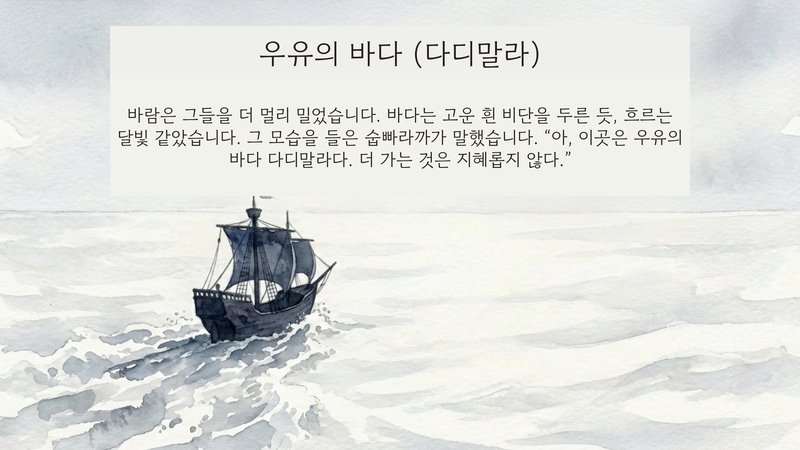 우유의 바다 (다디말라)
바람은 그들을 더 멀리 밀었습니다. 바다는 고운 흰 비단을 두른 듯, 흐르는
달빛 같았습니다. 그 모습을 들은 숩빠라까가 말했습니다. “아, 이곳은 우유의
바다 다디말라다. 더 가는 것은 지혜롭지 않다.”